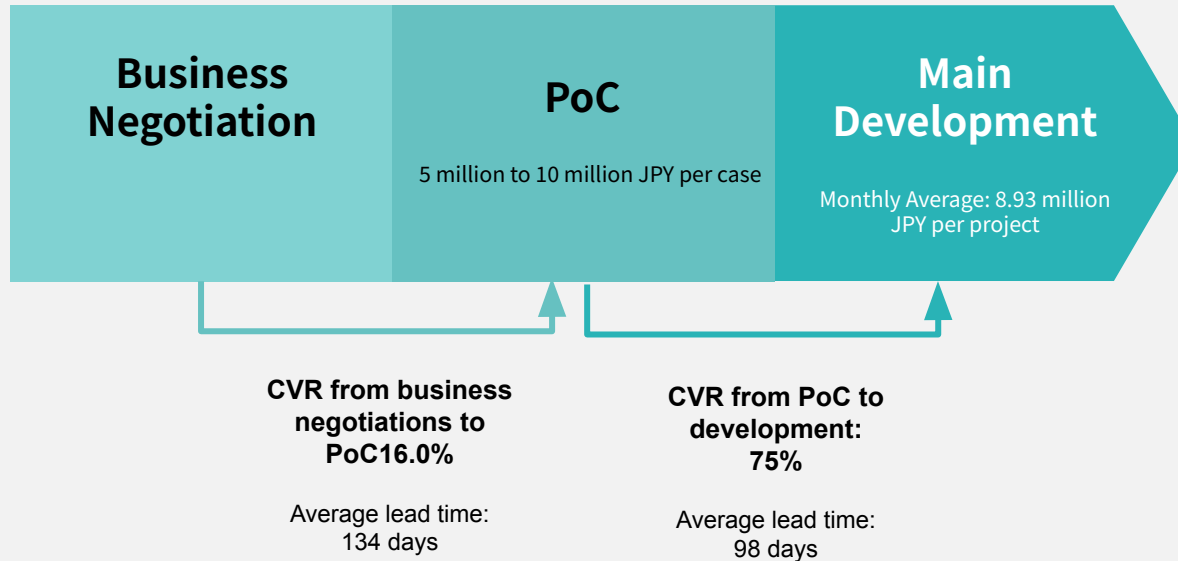 Business
Negotiation
PoC
5 million to 10 million JPY per case
Main
Development
Monthly Average: 8.93 million
JPY per project
CVR from business
negotiations to
PoC16.0%
Average lead time:
134 days
CVR from PoC to
development:
75%
Average lead time:
98 days